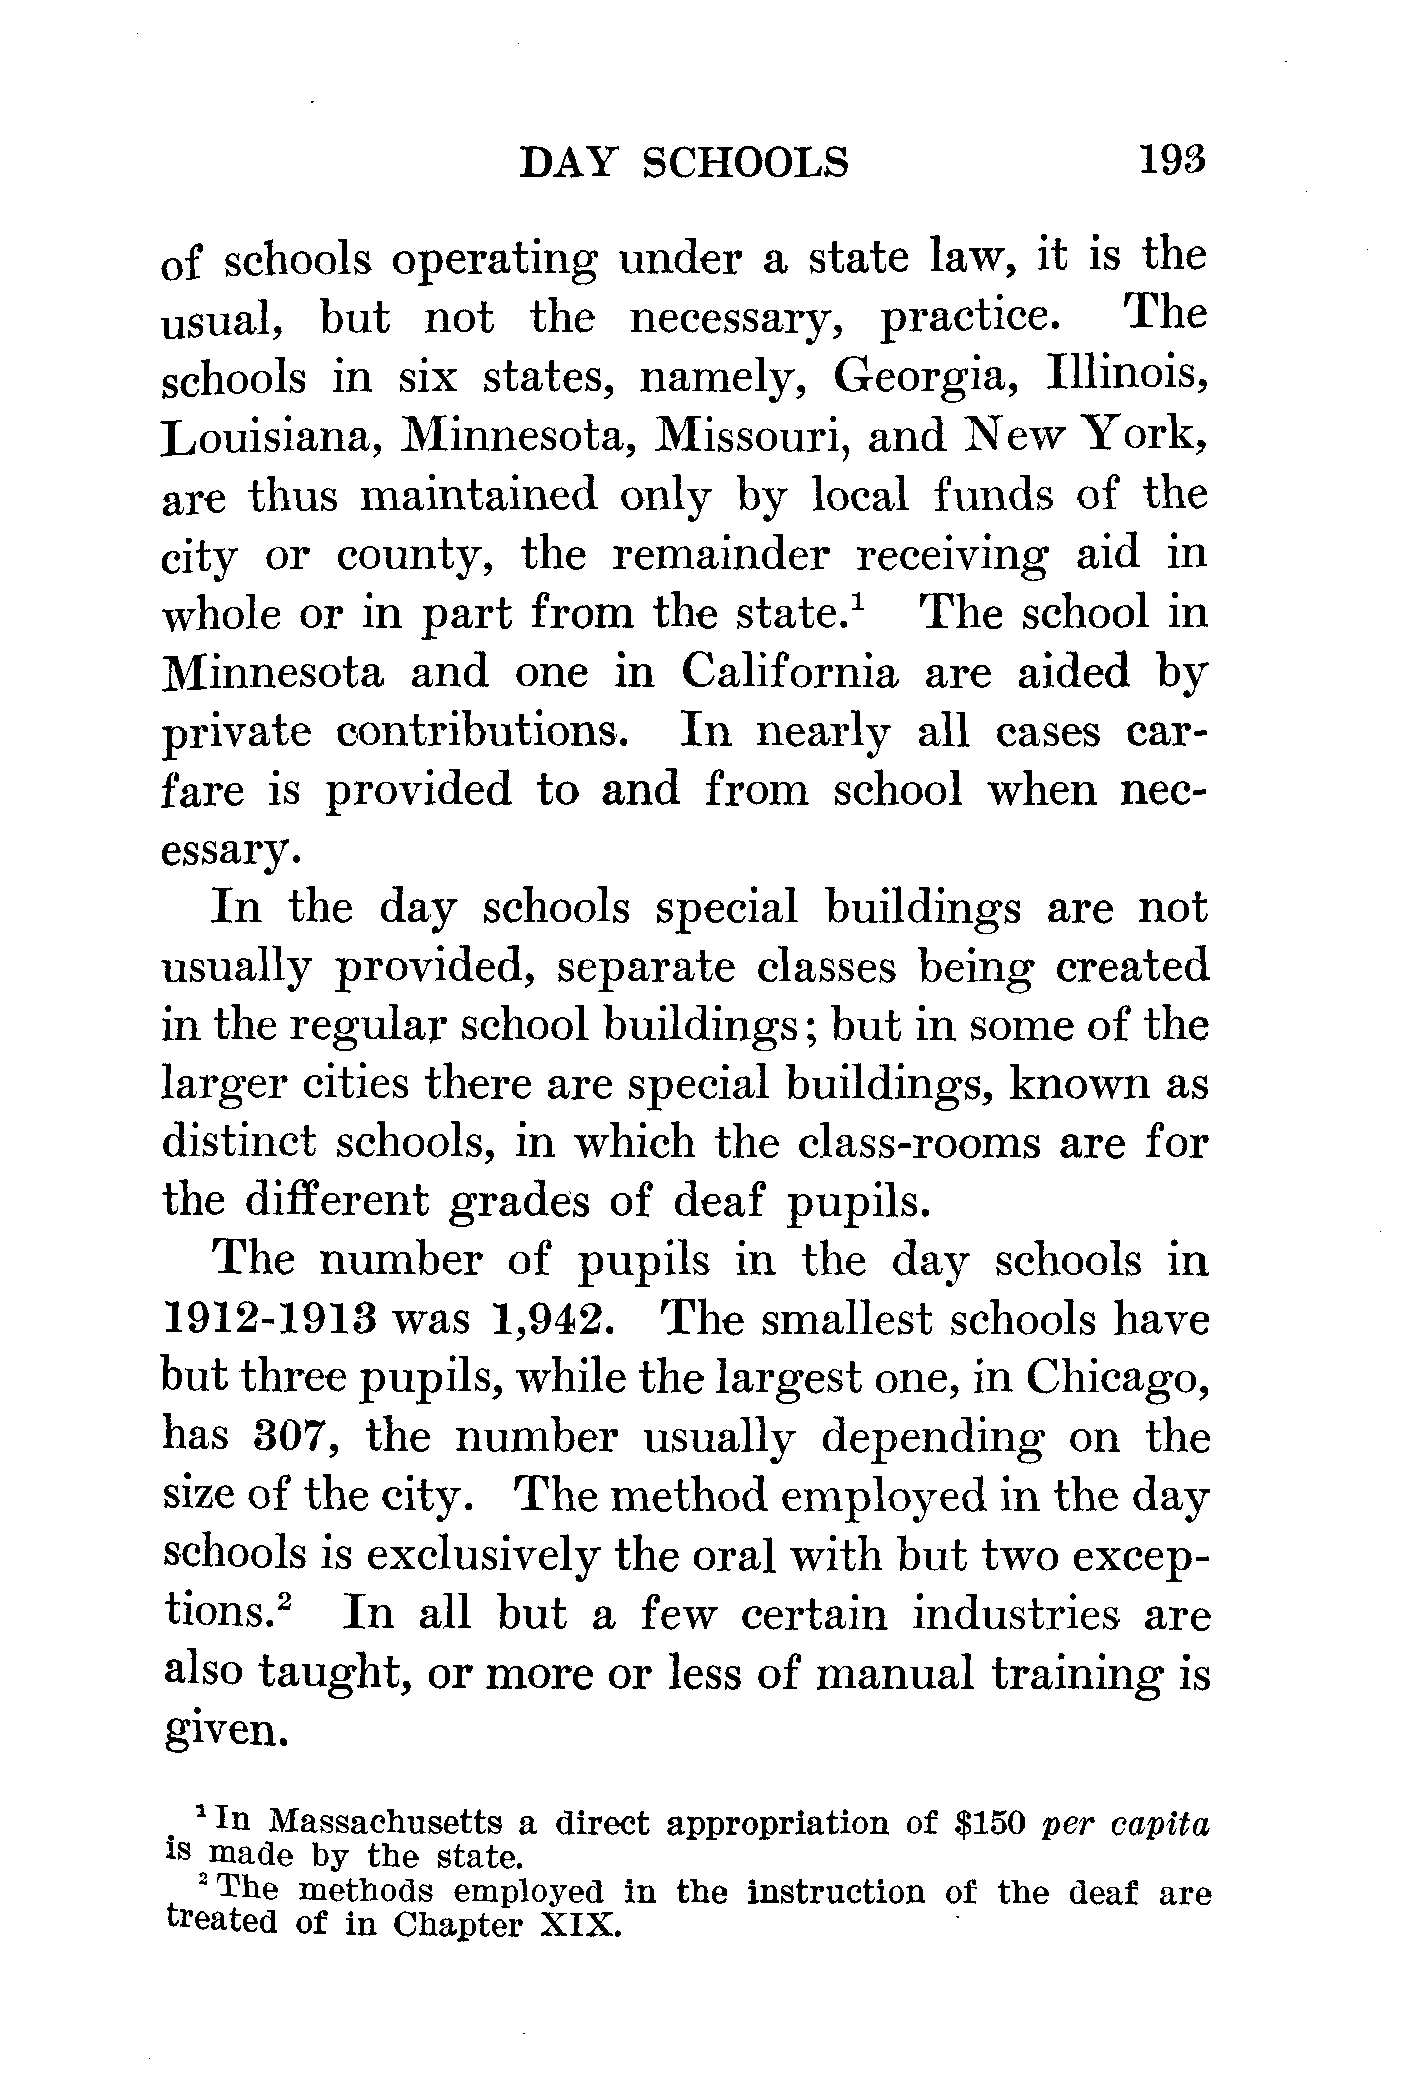 DAY SCHOOLS 193
of schools operating under a state law, it is the
usual, but not the necessary, practice. The
schools in six states, namely, Georgia, Illinois,
Louisiana, Minnesota, Missouri, and New York,
are thus maintained only by local funds of the
city or county, the remainder receiving aid in
whole or in part from the state.¹ The school in
Minnesota and one in California are aided by
private contributions. In nearly all cases car-
fare is provided to and from school when nec-
essary.
In the day schools special buildings are not
usually provided, separate classes being created
in the regular school buildings; but in some of the
larger cities there are special buildings, known as
distinct schools, in which the class-rooms are for
the different grades of deaf pupils.
The number of pupils in the day schools in
1912-1913 was 1,942. The smallest schools have
but three pupils, while the largest one, in Chicago,
has 307, the number usually depending on the
size of the city. The method employed in the day
schools is exclusively the oral with but two excep-
tions.² In all but a few certain industries are
also taught, or more or less of manual training is
given.
¹ In Massachusetts a direct appropriation of $150 per capita
is made by the state.
² The methods employed in the instruction of the deaf are
treated of in Chapter XIX.